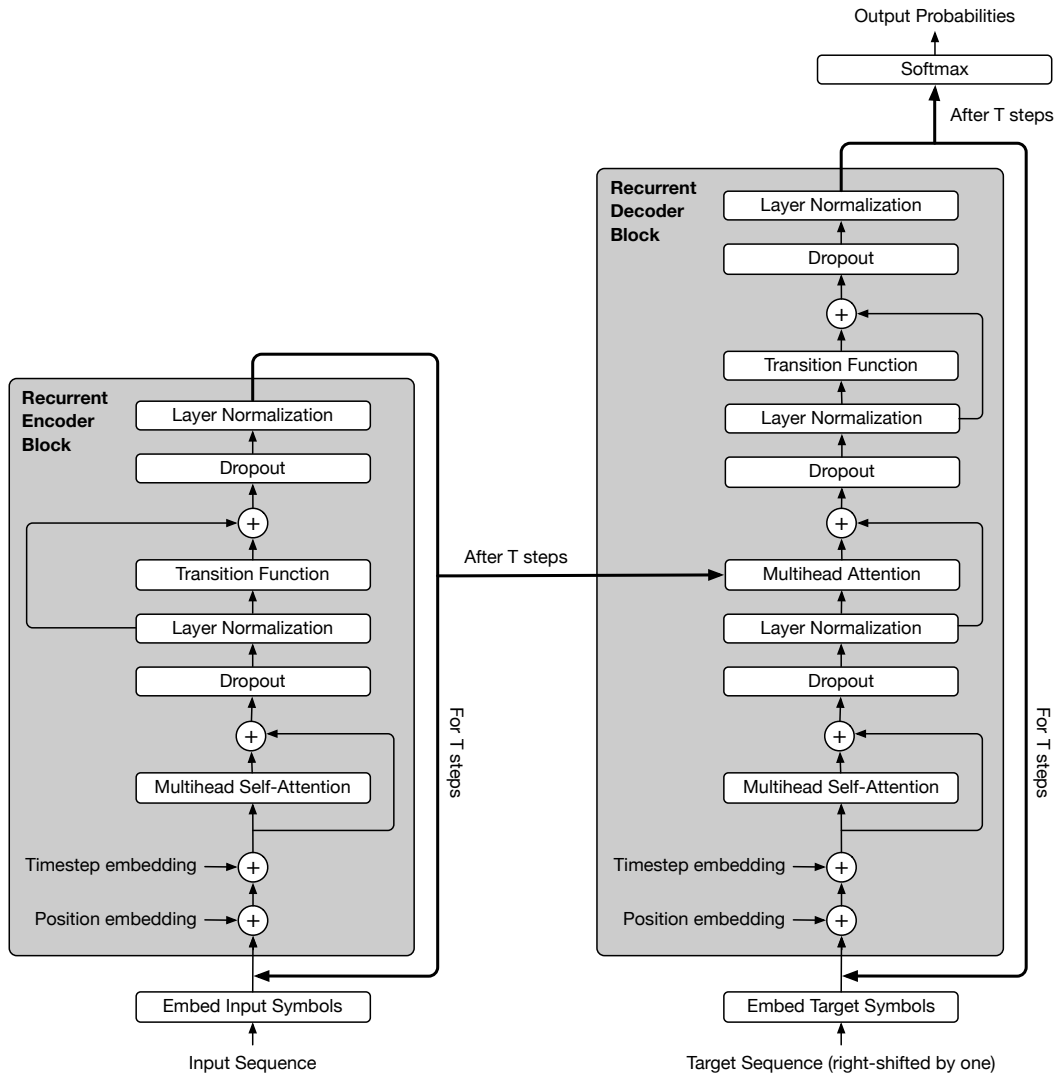 Output Probabilities
Softmax
After T steps
Recurrent
Decoder
Block
Layer Normalization
Dropout
+
Transition Function
Layer Normalization
Dropout
+
Multihead Attention
Layer Normalization
Dropout
+
Multihead Self-Attention
Timestep embedding
+
Position embedding
+
For T steps
Embed Target Symbols
Target Sequence (right-shifted by one)
After T steps
Recurrent
Encoder
Block
Layer Normalization
Dropout
+
Transition Function
Layer Normalization
Dropout
+
Multihead Self-Attention
Timestep embedding
+
Position embedding
+
For T steps
Embed Input Symbols
Input Sequence